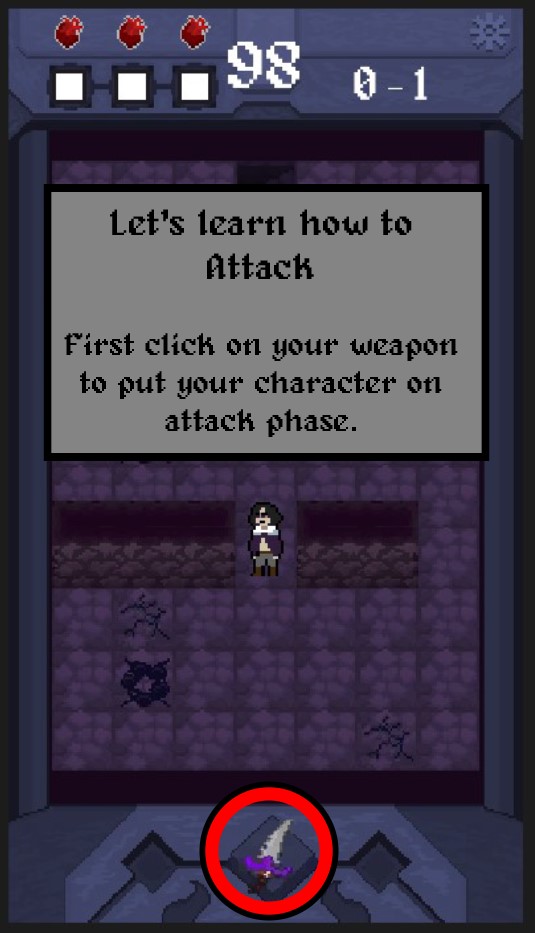 98
0-1
Let's learn how to
Attack
First click on your weapon
to put your character on
attack phase.